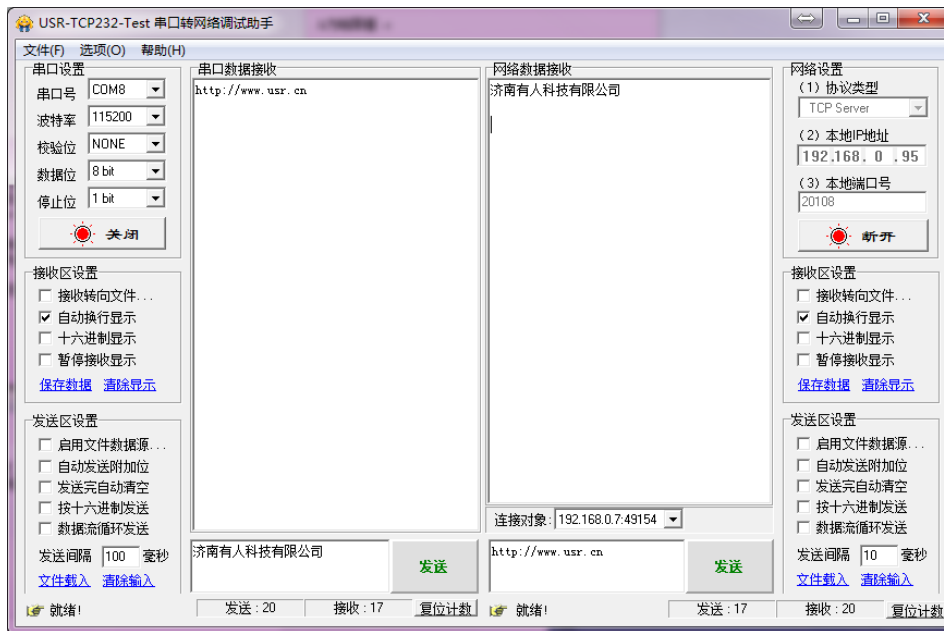 USR-TCP232-Test 串口转网络调试助手
文件(F) 选项(O) 帮助(H)
串口设置
串口号 COM8
波特率 115200
校验位 NONE
数据位 8 bit
停止位 1 bit
关闭
接收区设置
接收转向文件...
自动换行显示
十六进制显示
暂停接收显示
保存数据 清除显示
发送区设置
启用文件数据源...
自动发送附加位
发送完自动清空
按十六进制发送
数据流循环发送
发送间隔 100 毫秒
文件载入 清除输入
就绪!
串口数据接收
http://www.usr.cn
济南有人科技有限公司
发送
发送 : 20 接收 : 17 复位计数
网络数据接收
济南有人科技有限公司
连接对象: 192.168.0.7:49154
http://www.usr.cn
发送
就绪!
发送 : 17 接收 : 20 复位计数
网络设置
(1) 协议类型
TCP Server
(2) 本地IP地址
192.168. 0 .95
(3) 本地端口号
20108
断开
接收区设置
接收转向文件...
自动换行显示
十六进制显示
暂停接收显示
保存数据 清除显示
发送区设置
启用文件数据源...
自动发送附加位
发送完自动清空
按十六进制发送
数据流循环发送
发送间隔 10 毫秒
文件载入 清除输入